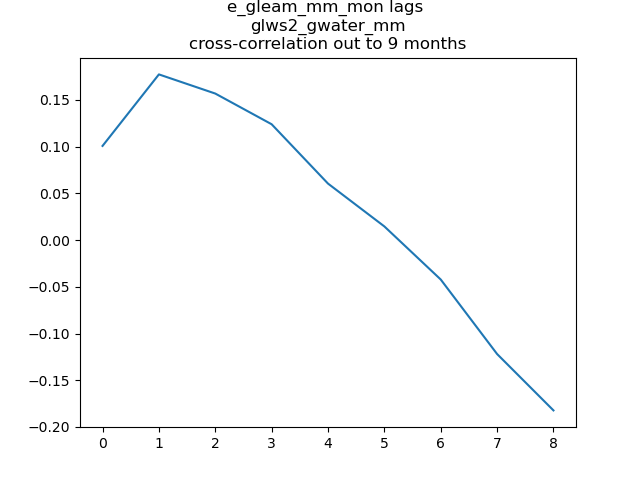 e_gleam_mm_mon lags
glws2_gwater_mm
cross-correlation out to 9 months
0.15
0.10
0.05
0.00
−0.05
−0.10
−0.15
−0.20
0 1 2 3 4 5 6 7 8